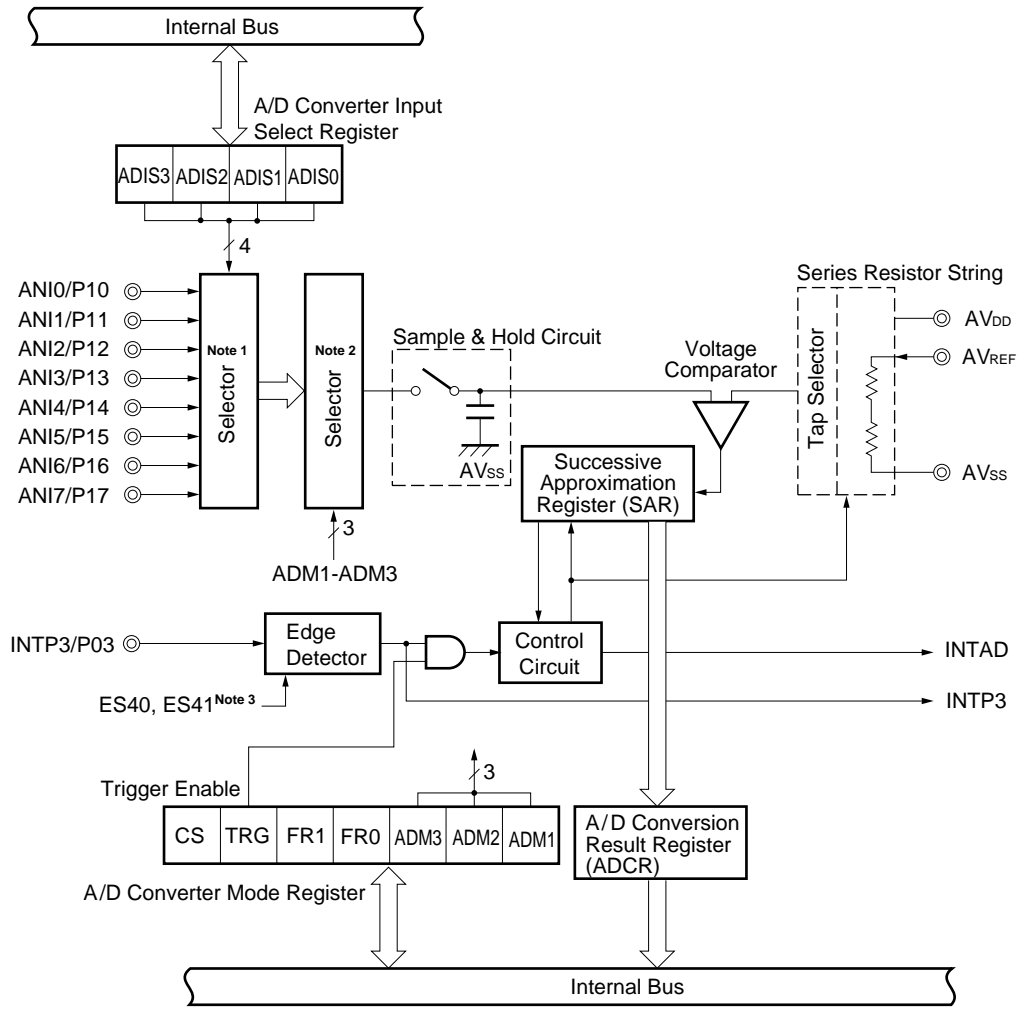 Internal Bus
A/D Converter Input
Select Register
ADIS3 ADIS2 ADIS1 ADIS0
4
ANI0/P10
ANI1/P11
ANI2/P12
ANI3/P13
ANI4/P14
ANI5/P15
ANI6/P16
ANI7/P17
Note 1
Selector
Note 2
Selector
3
ADM1-ADM3
Sample & Hold Circuit
AVSS
Voltage
Comparator
Series Resistor String
Tap Selector
AVDD
AVREF
AVSS
Successive
Approximation
Register (SAR)
INTP3/P03
Edge
Detector
ES40, ES41Note 3
Control
Circuit
INTAD
INTP3
Trigger Enable
3
CS TRG FR1 FR0 ADM3 ADM2 ADM1
A/D Converter Mode Register
A/D Conversion
Result Register
(ADCR)
Internal Bus